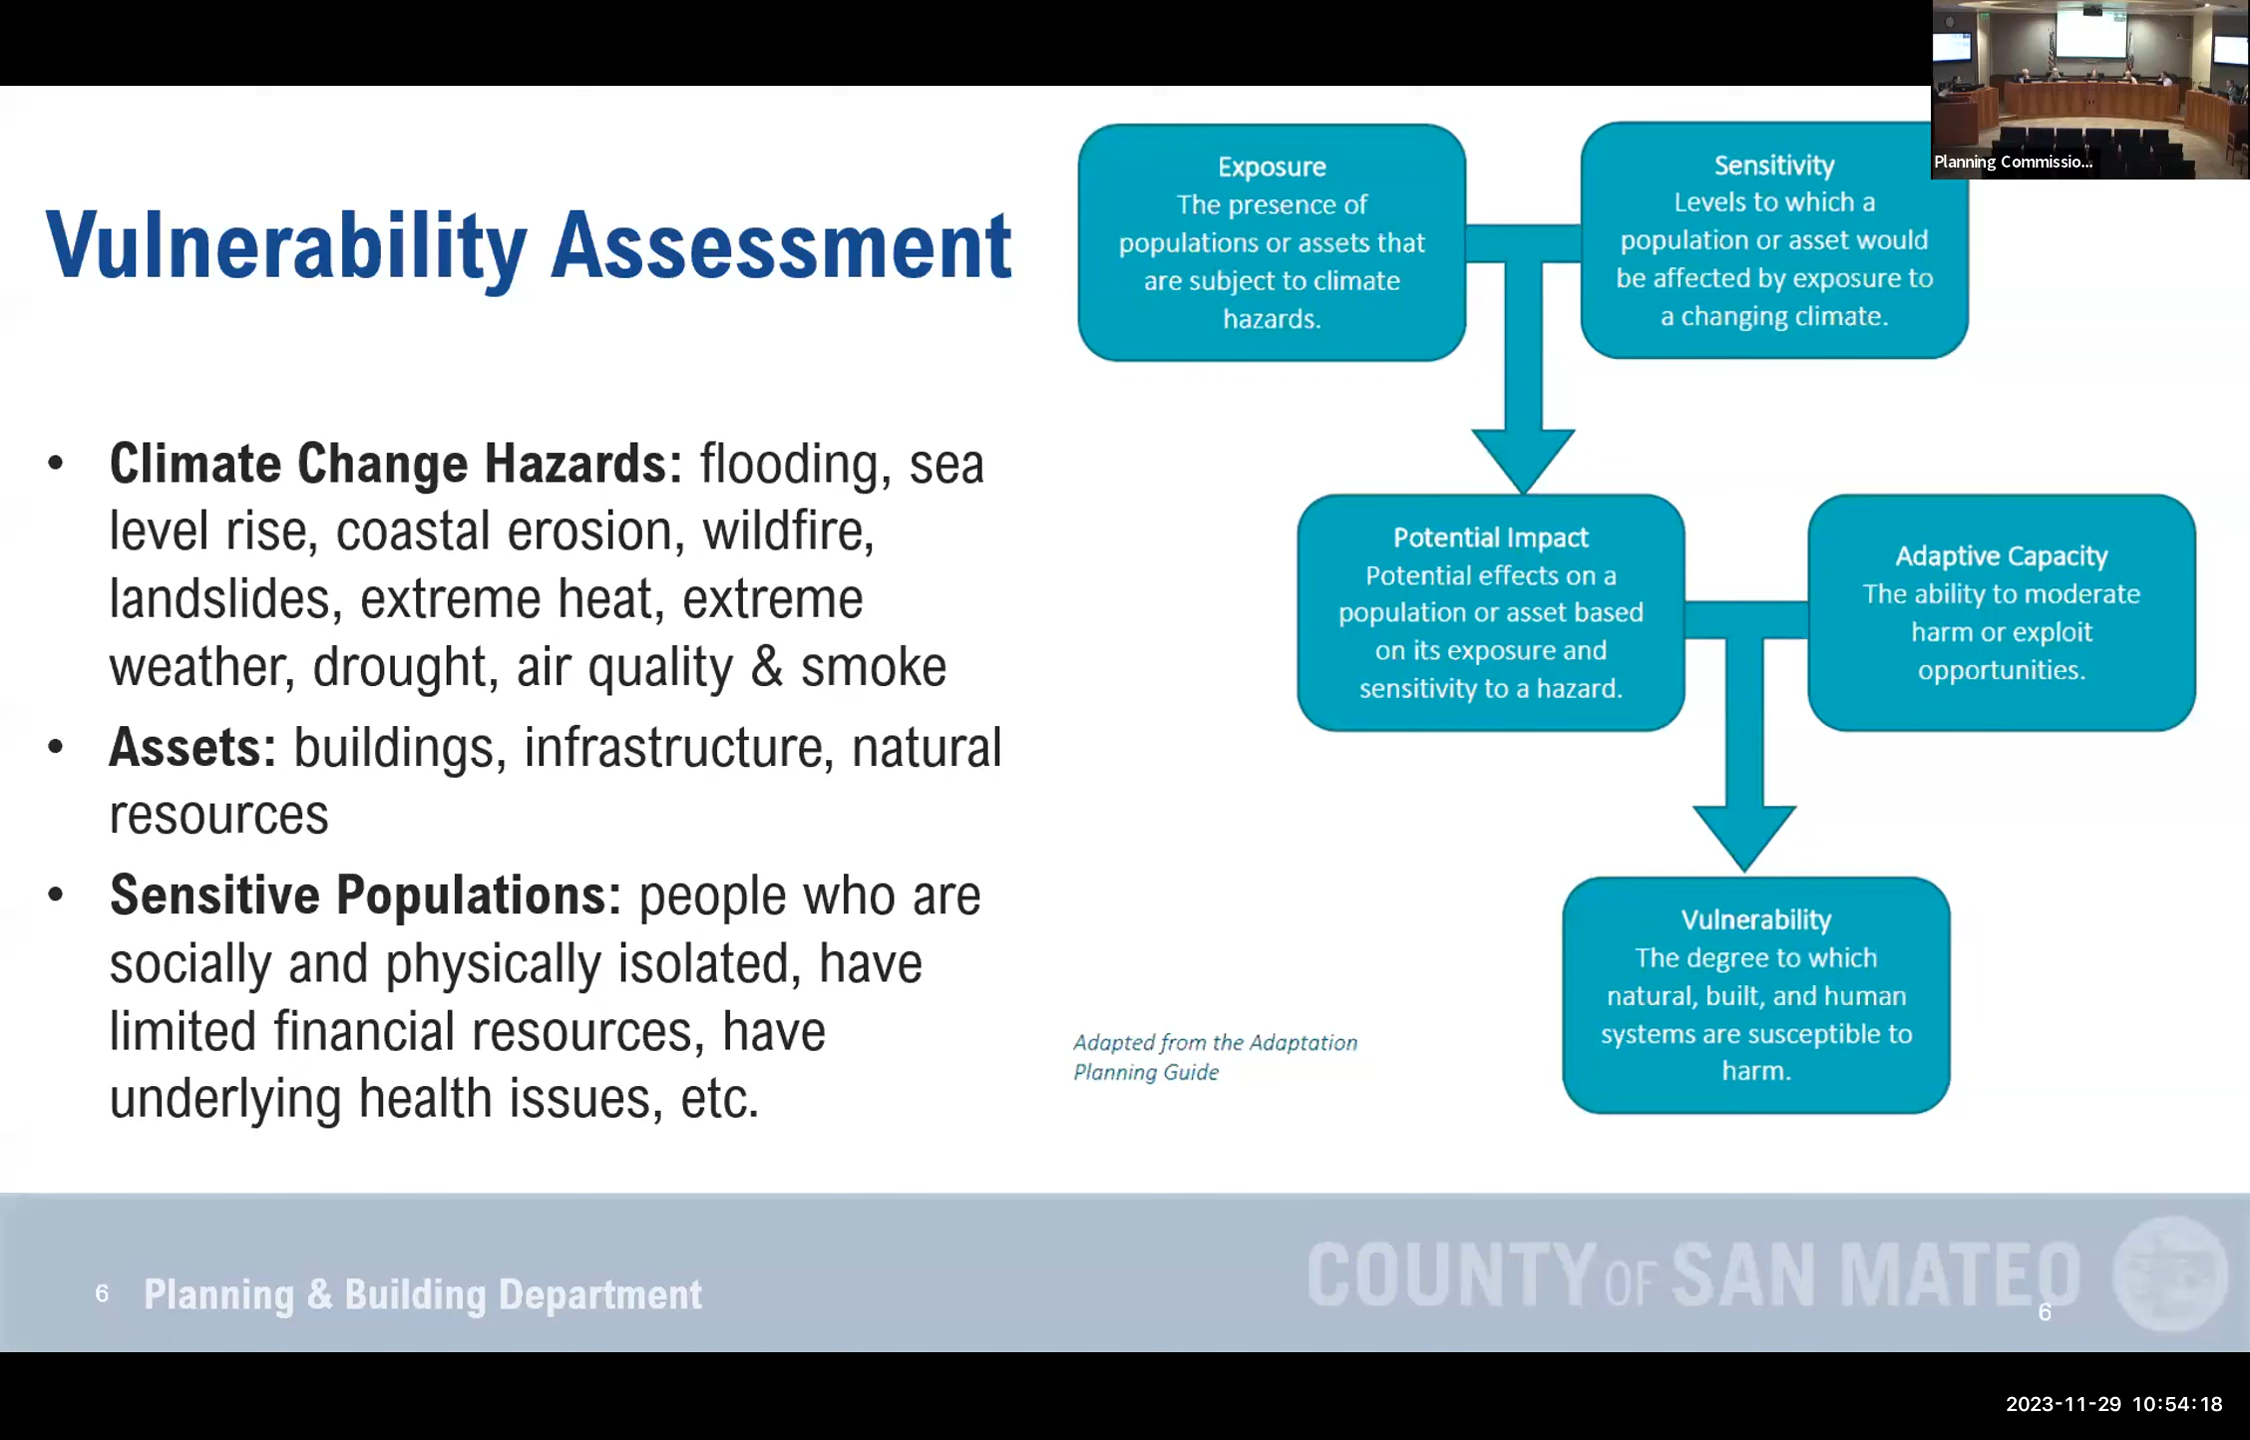 Planning Commissio...
Vulnerability Assessment
• Climate Change Hazards: flooding, sea
level rise, coastal erosion, wildfire,
landslides, extreme heat, extreme
weather, drought, air quality & smoke
• Assets: buildings, infrastructure, natural
resources
• Sensitive Populations: people who are
socially and physically isolated, have
limited financial resources, have
underlying health issues, etc.
Exposure
The presence of
populations or assets that
are subject to climate
hazards.
Sensitivity
Levels to which a
population or asset would
be affected by exposure to
a changing climate.
Potential Impact
Potential effects on a
population or asset based
on its exposure and
sensitivity to a hazard.
Adaptive Capacity
The ability to moderate
harm or exploit
opportunities.
Vulnerability
The degree to which
natural, built, and human
systems are susceptible to
harm.
Adapted from the Adaptation
Planning Guide
6 Planning & Building Department
COUNTY OF SAN MATEO
6
2023-11-29 10:54:18